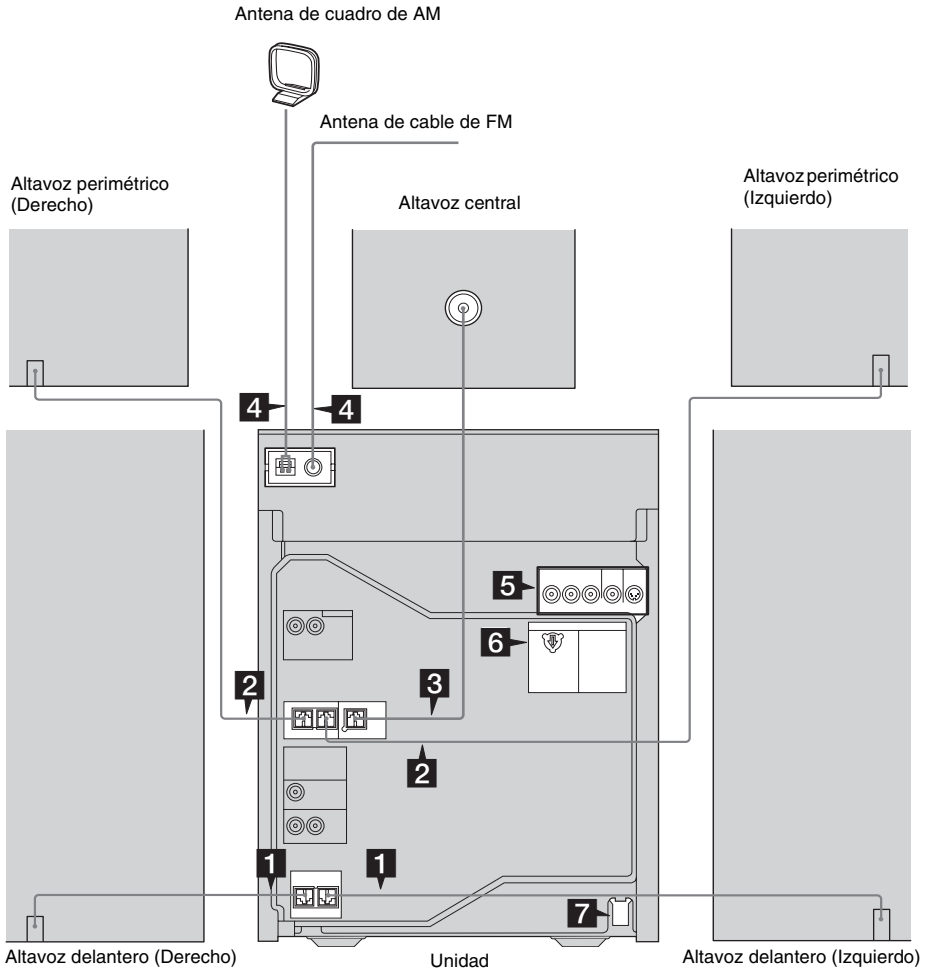 Antena de cuadro de AM
Antena de cable de FM
Altavoz perimétrico
(Derecho)
Altavoz central
Altavoz perimétrico
(Izquierdo)
4
4
5
6
2
3
2
1
1
7
Altavoz delantero (Derecho)
Unidad
Altavoz delantero (Izquierdo)